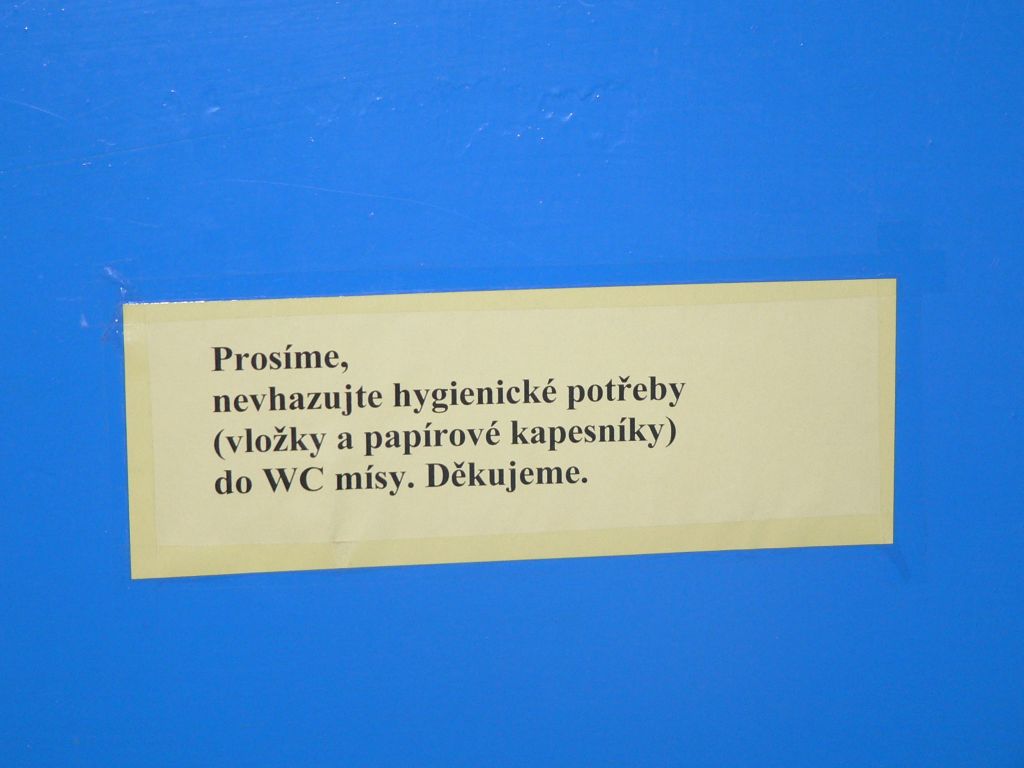 Prosíme,
nevhazujte hygienické potřeby
(vložky a papírové kapesníky)
do WC mísy. Děkujeme.